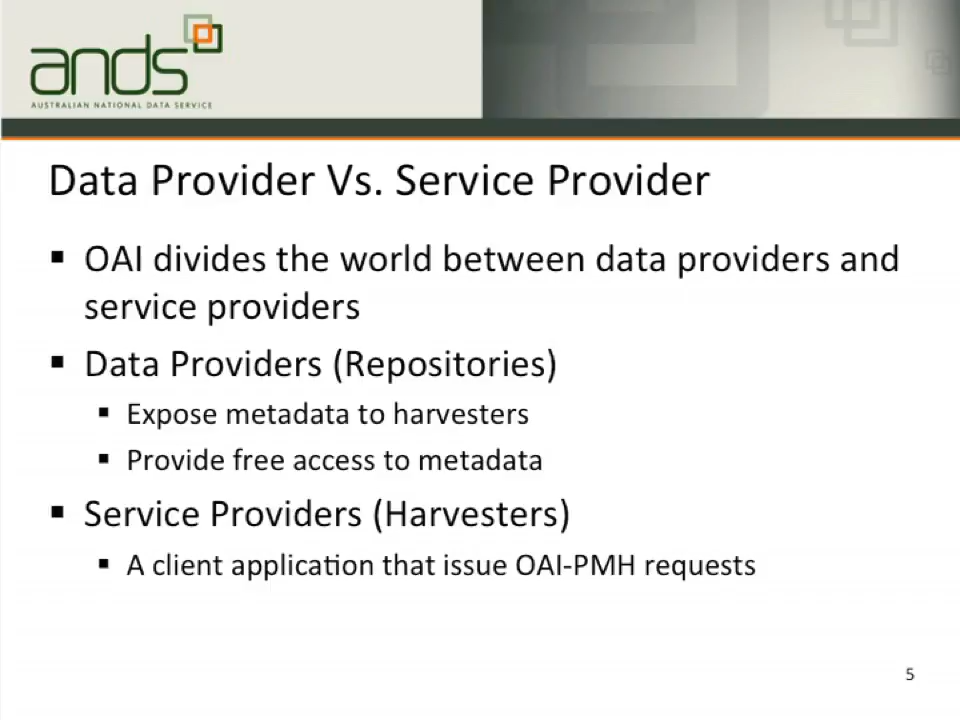 ands
AUSTRALIAN NATIONAL DATA SERVICE
Data Provider Vs. Service Provider
▪ OAI divides the world between data providers and
service providers
▪ Data Providers (Repositories)
▪ Expose metadata to harvesters
▪ Provide free access to metadata
▪ Service Providers (Harvesters)
▪ A client application that issue OAI-PMH requests
5